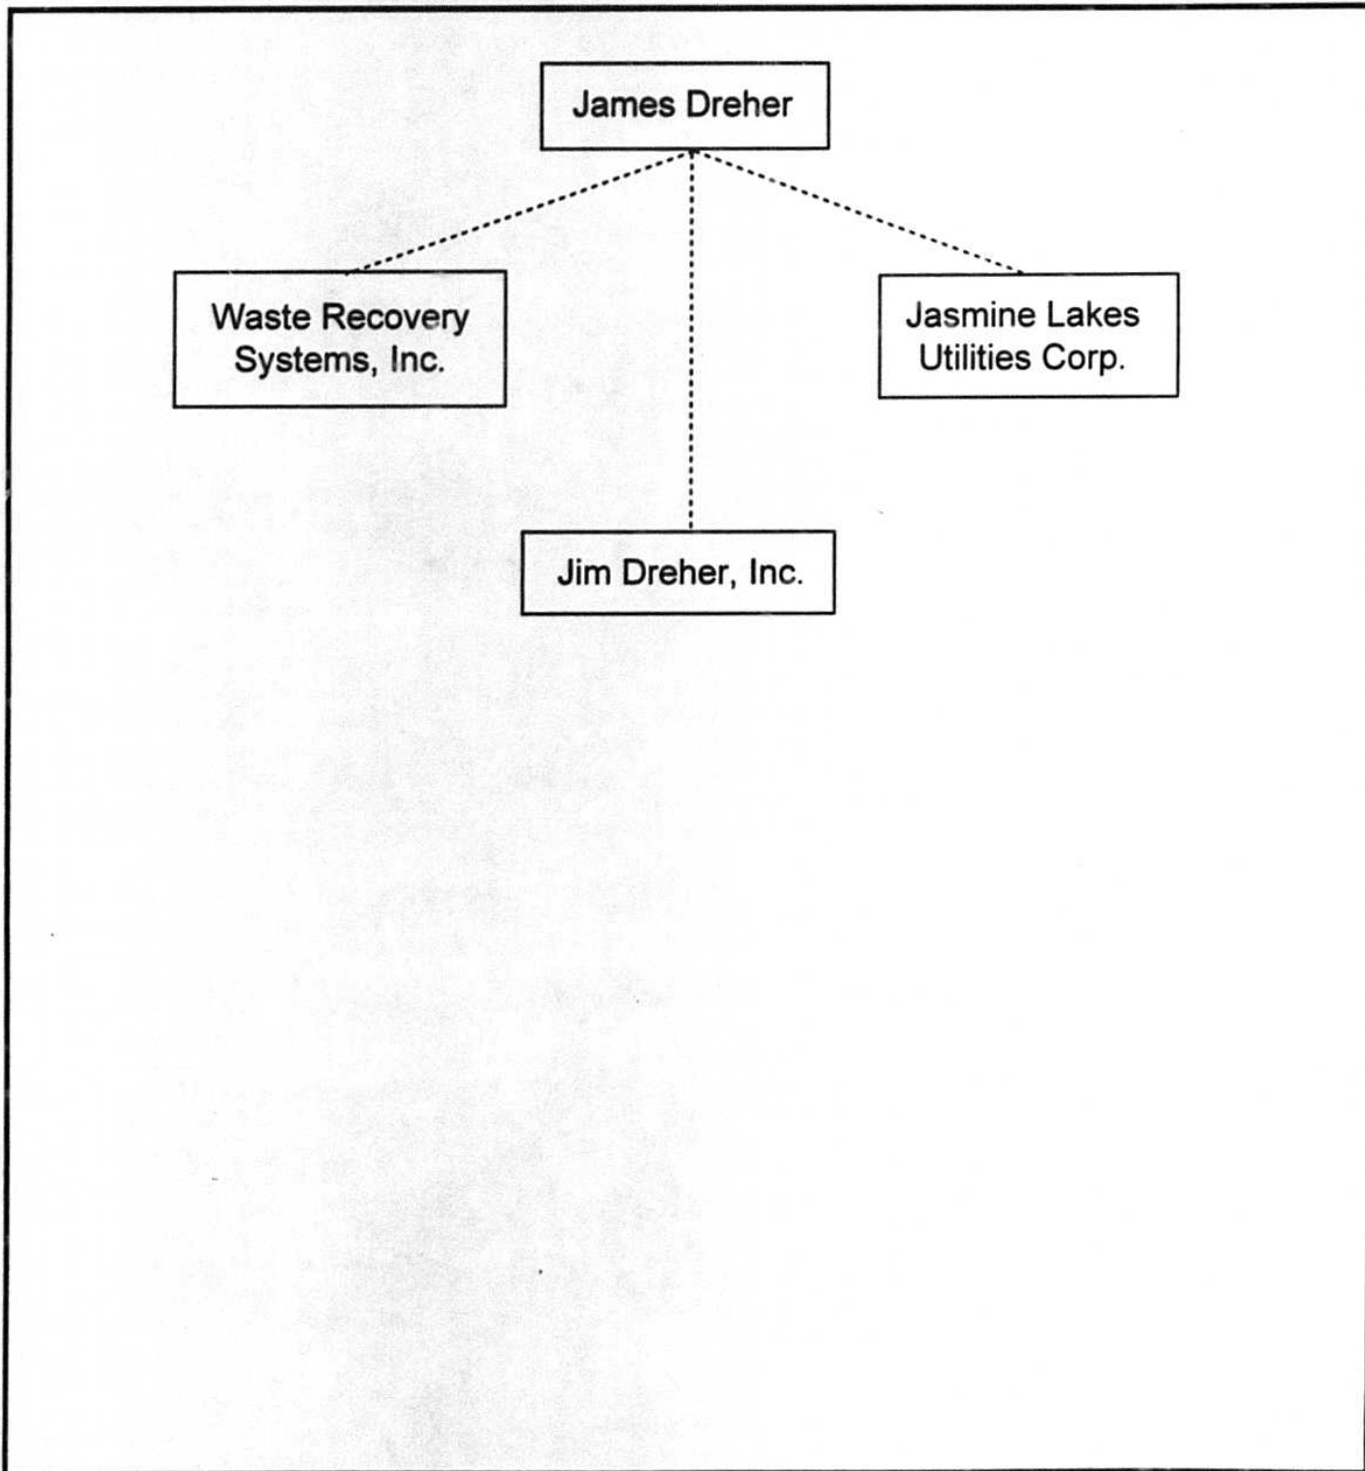 James Dreher
Waste Recovery
Systems, Inc.
Jasmine Lakes
Utilities Corp.
Jim Dreher, Inc.